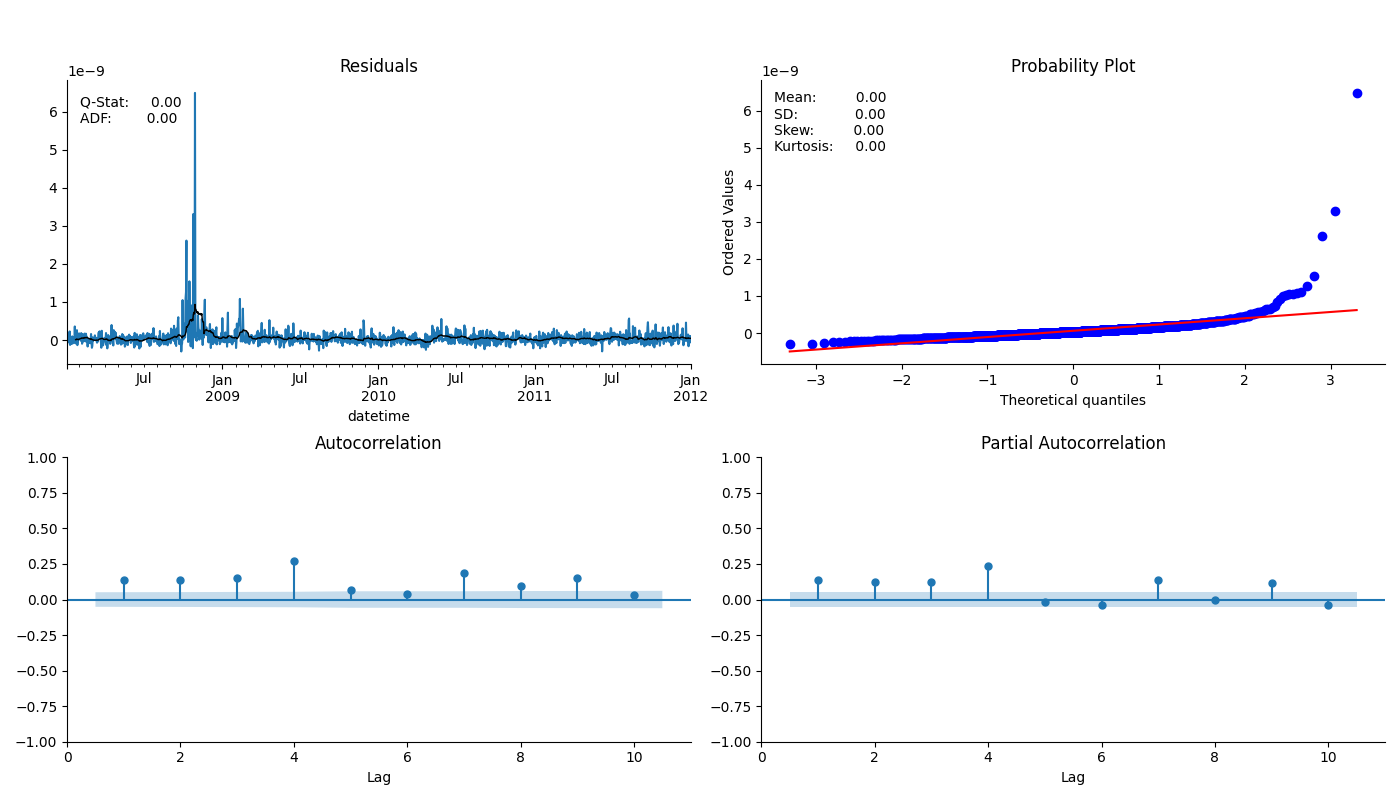 Residuals
1e−9
Q-Stat: 0.00
ADF: 0.00
6
5
4
3
2
1
0
Jul
Jan
2009
Jul
Jan
2010
Jul
Jan
2011
Jul
Jan
2012
datetime
Probability Plot
1e−9
Mean: 0.00
SD: 0.00
Skew: 0.00
Kurtosis: 0.00
Ordered Values
6
5
4
3
2
1
0
−3 −2 −1 0 1 2 3
Theoretical quantiles
Autocorrelation
1.00
0.75
0.50
0.25
0.00
−0.25
−0.50
−0.75
−1.00
0 2 4 6 8 10
Lag
Partial Autocorrelation
1.00
0.75
0.50
0.25
0.00
−0.25
−0.50
−0.75
−1.00
0 2 4 6 8 10
Lag